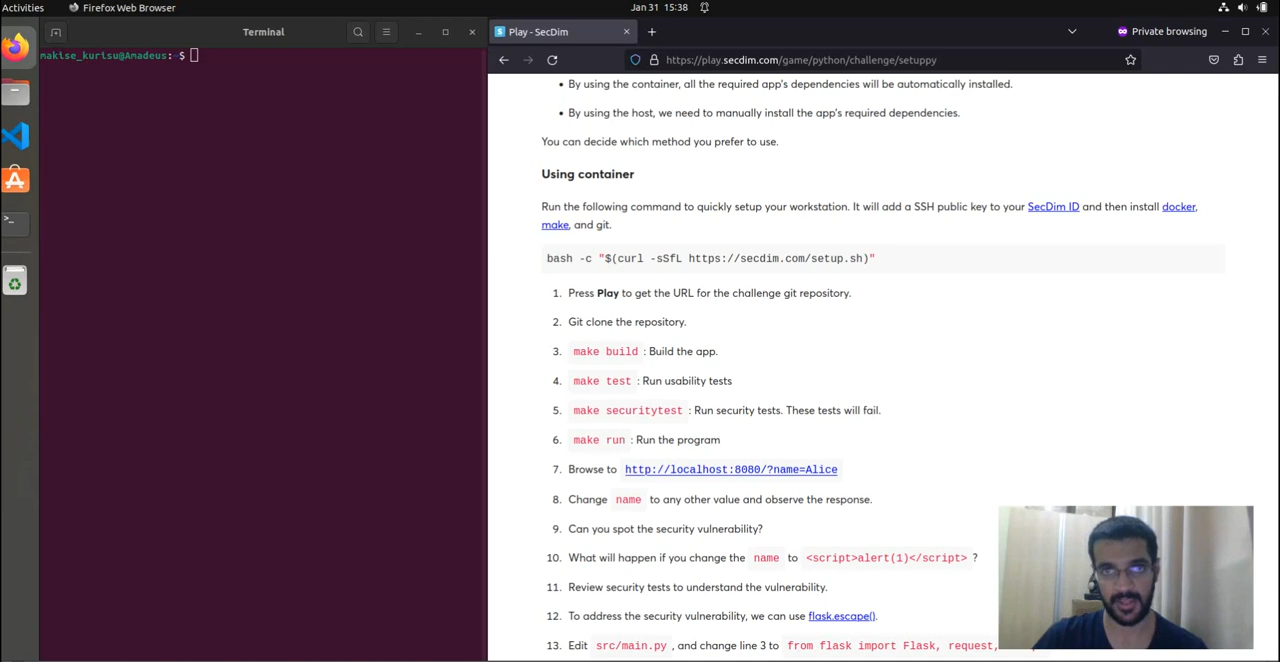 Activities
Firefox Web Browser
Jan 31 15:38
Terminal
makise_kurisu@Amadeus:~$
Play - SecDim
Private browsing
https://play.secdim.com/game/python/challenge/setuppy
• By using the container, all the required app's dependencies will be automatically installed.
• By using the host, we need to manually install the app's required dependencies.
You can decide which method you prefer to use.
Using container
Run the following command to quickly setup your workstation. It will add a SSH public key to your SecDim ID and then install docker,
make, and git.
bash -c "$(curl -sSfL https://secdim.com/setup.sh)"
1. Press Play to get the URL for the challenge git repository.
2. Git clone the repository.
3. make build : Build the app.
4. make test : Run usability tests
5. make securitytest : Run security tests. These tests will fail.
6. make run : Run the program
7. Browse to http://localhost:8080/?name=Alice
8. Change name to any other value and observe the response.
9. Can you spot the security vulnerability?
10. What will happen if you change the name to <script>alert(1)</script> ?
11. Review security tests to understand the vulnerability.
12. To address the security vulnerability, we can use flask.escape().
13. Edit src/main.py , and change line 3 to from flask import Flask, request,